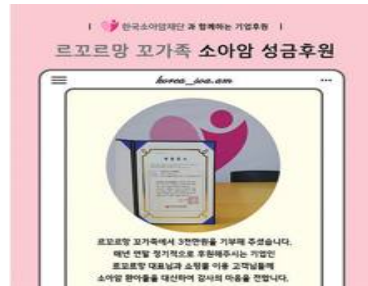 한국소아암재단 과 함께하는 기업후원
르꼬르망 꼬가족 소아암 성금후원
korea_soa.am
르꼬르망 꼬가족에서 3천만원을 기부해 주셨습니다.
매년 연말 정기적으로 후원해주시는 기업인
르꼬르망 대표님과 쇼핑몰 이용 고객님들께
소아암 환아들을 대신하여 감사의 마음을 전합니다.